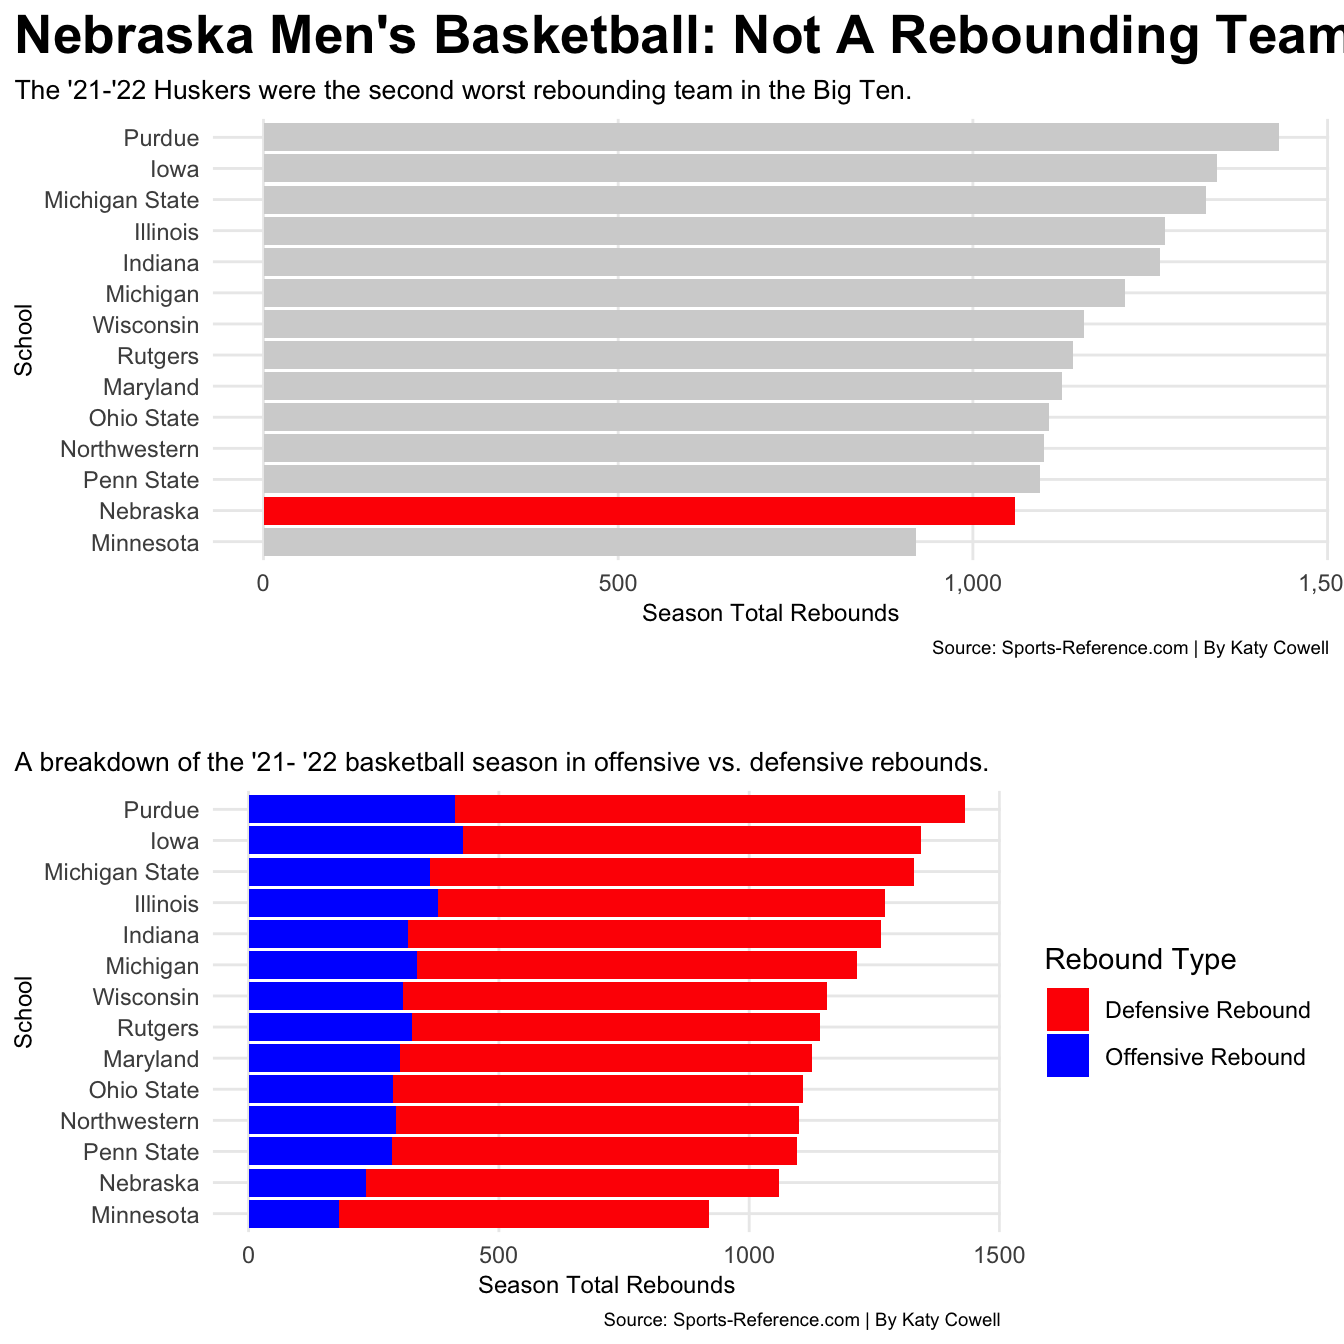 Nebraska Men's Basketball: Not A Rebounding Team
The '21-'22 Huskers were the second worst rebounding team in the Big Ten.
School
Purdue
Iowa
Michigan State
Illinois
Indiana
Michigan
Wisconsin
Rutgers
Maryland
Ohio State
Northwestern
Penn State
Nebraska
Minnesota
0 500 1,000 1,50
Season Total Rebounds
Source: Sports-Reference.com | By Katy Cowell
A breakdown of the '21- '22 basketball season in offensive vs. defensive rebounds.
School
Purdue
Iowa
Michigan State
Illinois
Indiana
Michigan
Wisconsin
Rutgers
Maryland
Ohio State
Northwestern
Penn State
Nebraska
Minnesota
0 500 1000 1500
Season Total Rebounds
Rebound Type
Defensive Rebound
Offensive Rebound
Source: Sports-Reference.com | By Katy Cowell